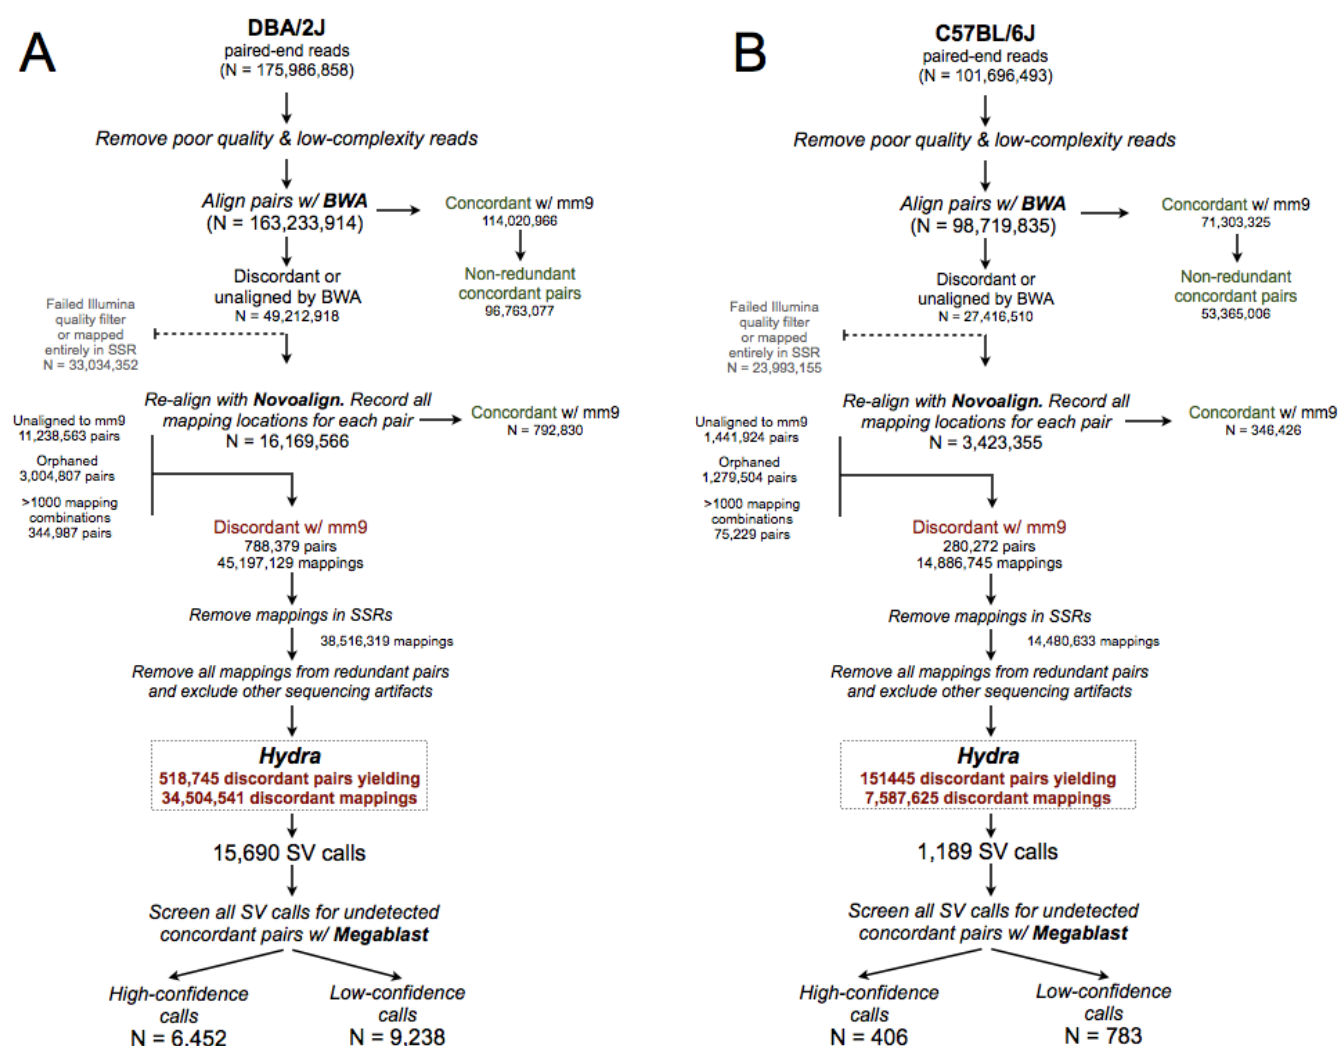 A
DBA/2J
paired-end reads
(N = 175,986,858)
Remove poor quality & low-complexity reads
Align pairs w/ BWA
(N = 163,233,914)
Concordant w/ mm9
114,020,966
Non-redundant
concordant pairs
96,763,077
Discordant or
unaligned by BWA
N = 49,212,918
Failed Illumina
quality filter
or mapped
entirely in SSR
N = 33,034,352
Re-align with Novoalign. Record all
mapping locations for each pair
N = 16,169,566
Concordant w/ mm9
N = 792,830
Unaligned to mm9
11,238,563 pairs
Orphaned
3,004,807 pairs
>1000 mapping
combinations
344,987 pairs
Discordant w/ mm9
788,379 pairs
45,197,129 mappings
Remove mappings in SSRs
38,516,319 mappings
Remove all mappings from redundant pairs
and exclude other sequencing artifacts
Hydra
518,745 discordant pairs yielding
34,504,541 discordant mappings
15,690 SV calls
Screen all SV calls for undetected
concordant pairs w/ Megablast
High-confidence
calls
N = 6,452
Low-confidence
calls
N = 9,238
B
C57BL/6J
paired-end reads
(N = 101,696,493)
Remove poor quality & low-complexity reads
Align pairs w/ BWA
(N = 98,719,835)
Concordant w/ mm9
71,303,325
Non-redundant
concordant pairs
53,365,006
Discordant or
unaligned by BWA
N = 27,416,510
Failed Illumina
quality filter
or mapped
entirely in SSR
N = 23,993,155
Re-align with Novoalign. Record all
mapping locations for each pair
N = 3,423,355
Concordant w/ mm9
N = 346,426
Unaligned to mm9
1,441,924 pairs
Orphaned
1,279,504 pairs
>1000 mapping
combinations
75,229 pairs
Discordant w/ mm9
280,272 pairs
14,886,745 mappings
Remove mappings in SSRs
14,480,633 mappings
Remove all mappings from redundant pairs
and exclude other sequencing artifacts
Hydra
151445 discordant pairs yielding
7,587,625 discordant mappings
1,189 SV calls
Screen all SV calls for undetected
concordant pairs w/ Megablast
High-confidence
calls
N = 406
Low-confidence
calls
N = 783